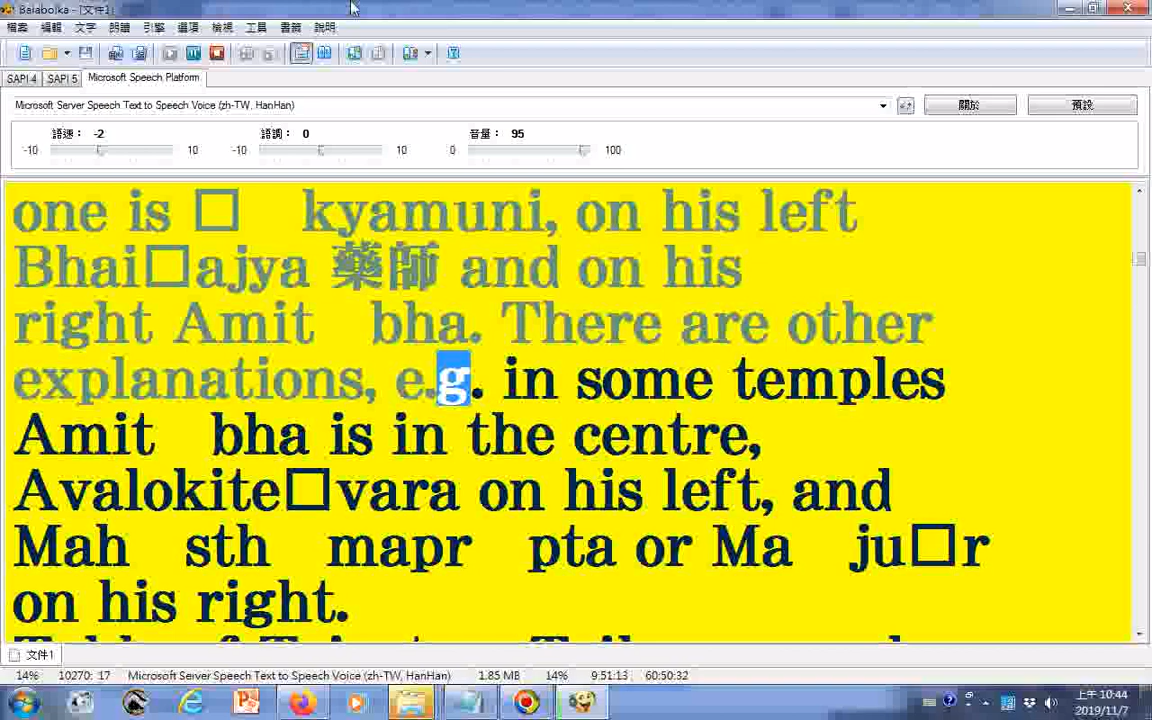 Balabolka - [文件1]
檔案 編輯 文字 朗讀 引擎 選項 檢視 工具 書籤 說明
SAPI 4 SAPI 5 Microsoft Speech Platform
Microsoft Server Speech Text to Speech Voice (zh-TW, HanHan) 關於 預設
語速： -2 語調： 0 音量： 95
-10 10 -10 10 0 100
one is □ kyamuni, on his left
Bhai□ajya 藥師 and on his
right Amit bha. There are other
explanations, e.g. in some temples
Amit bha is in the centre,
Avalokite□vara on his left, and
Mah sth mapr pta or Ma ju□r
on his right.
文件1
14% 10270: 17 Microsoft Server Speech Text to Speech Voice (zh-TW, HanHan) 1.85 MB 14% 9:51:13 60:50:32
上午 10:44
2019/11/7